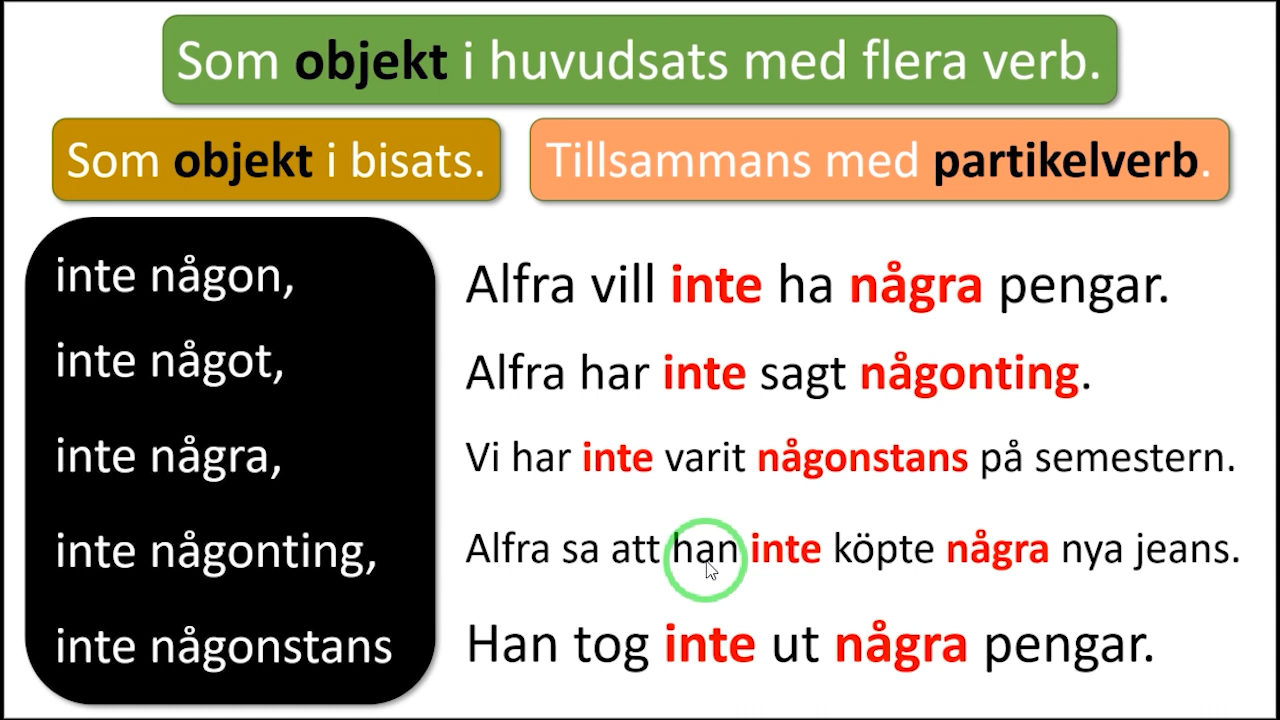 Som objekt i huvudsats med flera verb.
Som objekt i bisats.
Tillsammans med partikelverb.
inte någon,
inte något,
inte några,
inte någonting,
inte någonstans
Alfra vill inte ha några pengar.
Alfra har inte sagt någonting.
Vi har inte varit någonstans på semestern.
Alfra sa att han inte köpte några nya jeans.
Han tog inte ut några pengar.